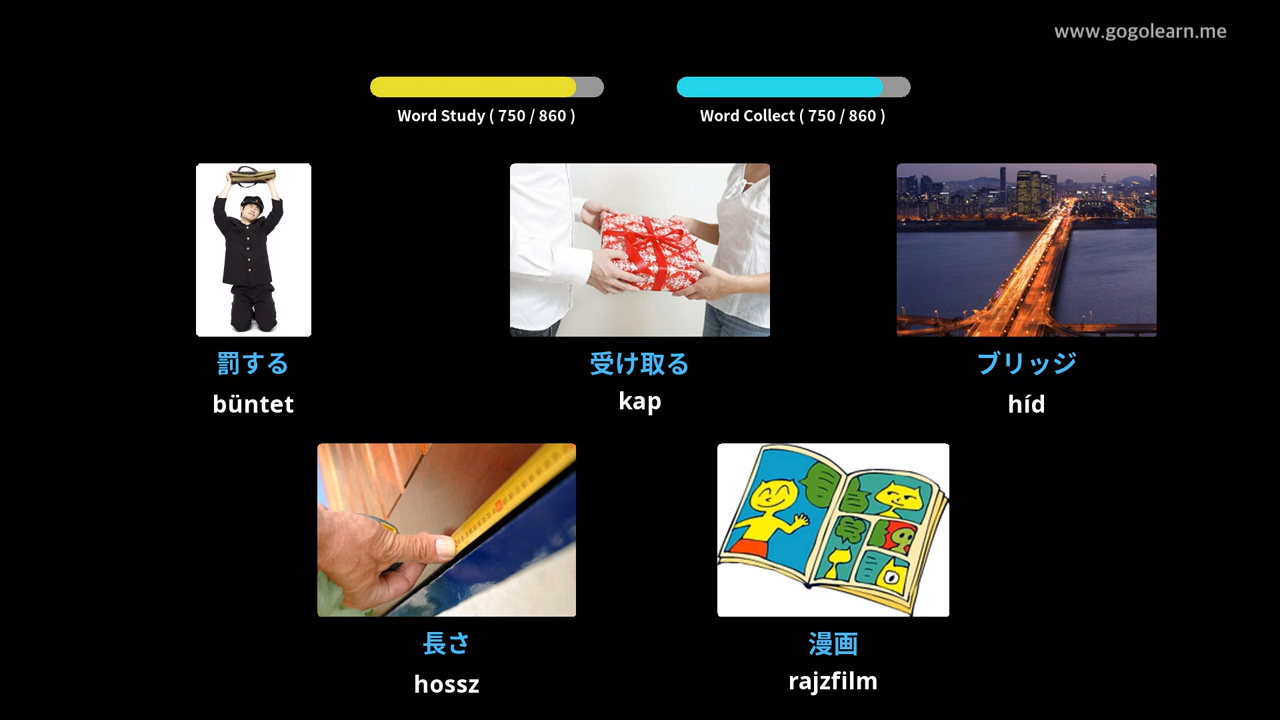 www.gogolearn.me
Word Study ( 750 / 860 )
Word Collect ( 750 / 860 )
罰する
büntet
受け取る
kap
ブリッジ
híd
長さ
hossz
漫画
rajzfilm